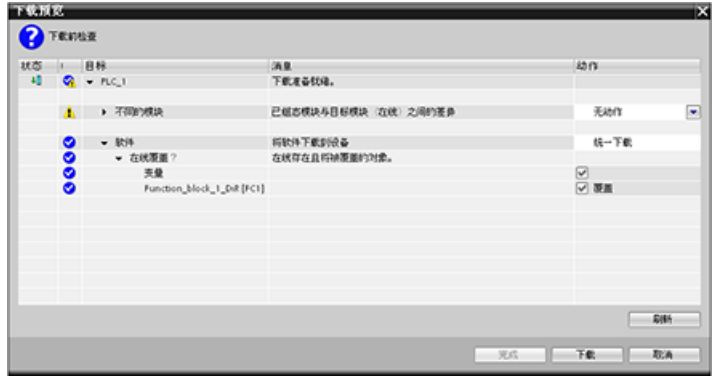 下载预览
下载前检查
状态 ! 目标 消息 动作
PLC_1 下载准备就绪。
不同的模块 已组态模块与目标模块（在线）之间的差异 无动作
软件 将软件下载到设备 统一下载
在线覆盖？ 在线存在且将被覆盖的对象。
变量
Function_block_1_DiR [FC1] 覆盖
刷新
完成 下载 取消